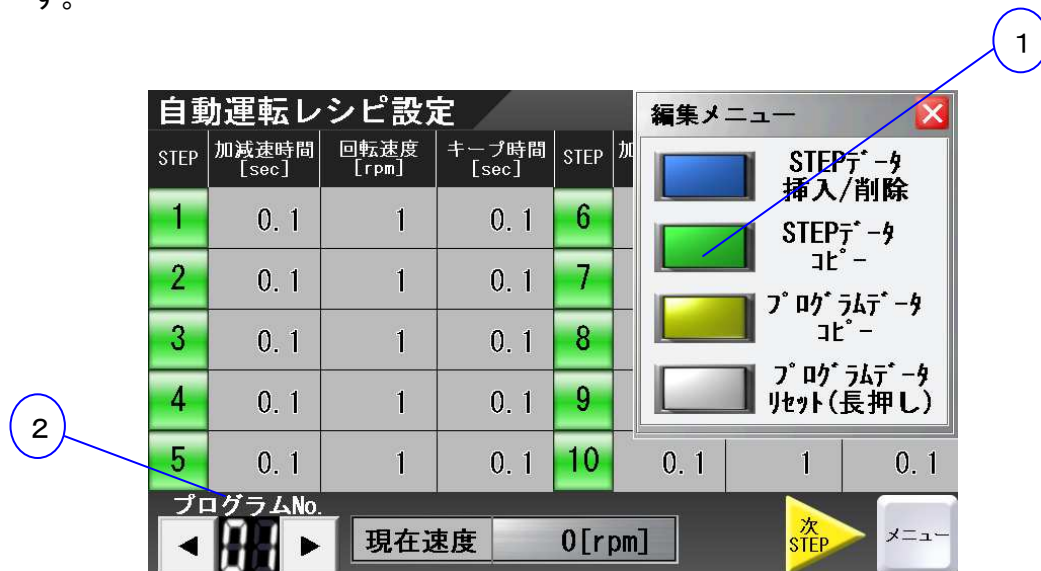 す。
1
自動運転レシピ設定
編集メニュー
STEP 加減速時間[sec] 回転速度[rpm] キープ時間[sec] STEP 加
STEPデータ
挿入/削除
STEPデータ
コピー
プログラムデータ
コピー
プログラムデータ
リセット(長押し)
1 0.1 1 0.1 6
2 0.1 1 0.1 7
3 0.1 1 0.1 8
4 0.1 1 0.1 9
5 0.1 1 0.1 10 0.1 1 0.1
2
プログラムNo.
01
現在速度 0[rpm]
次
STEP
メニュー